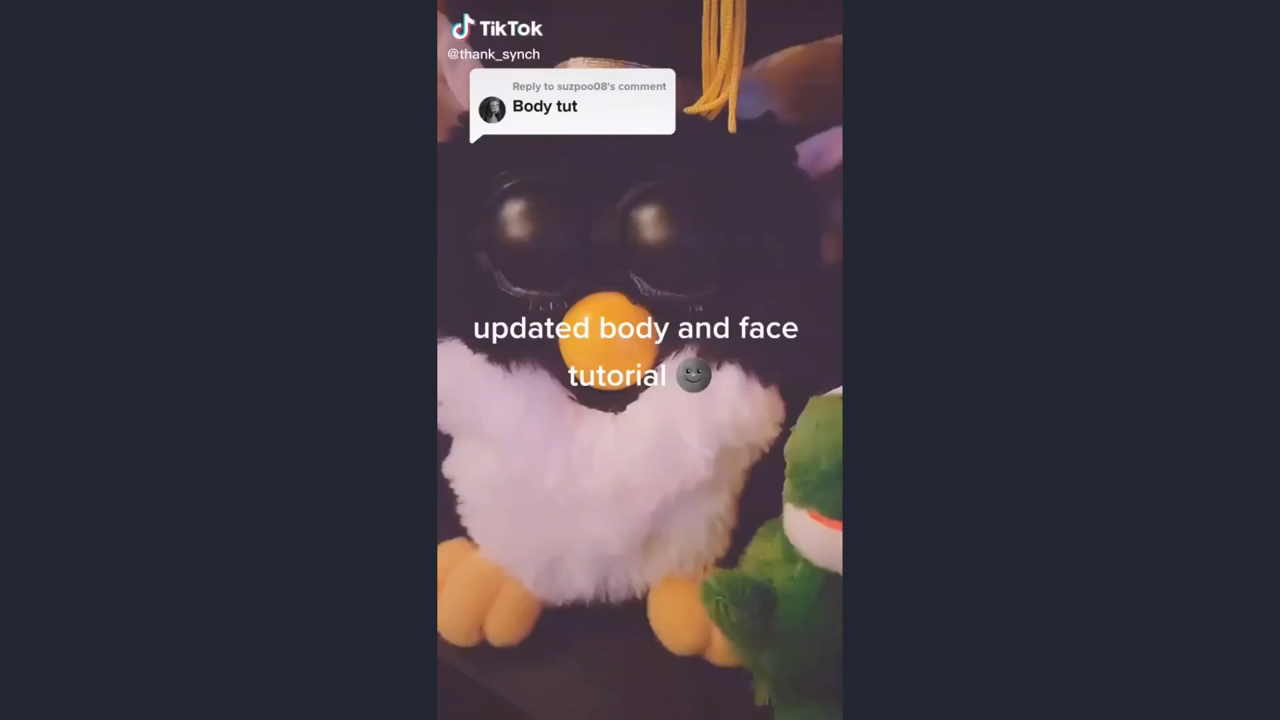 TikTok
@thank_synch
Reply to suzpoo08's comment
Body tut
updated body and face
tutorial 🌚